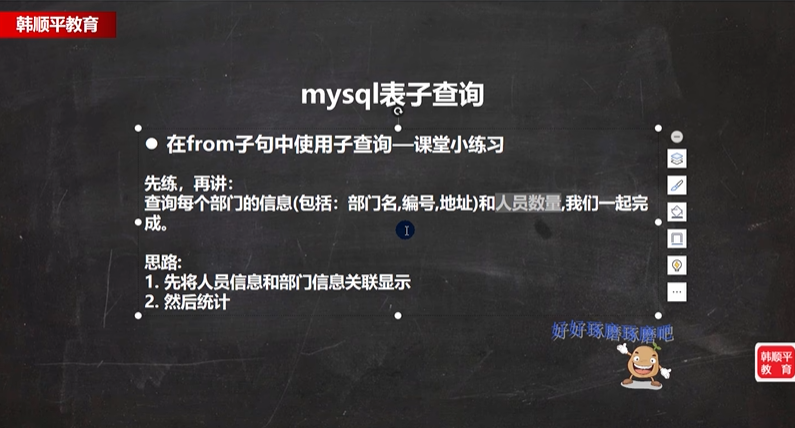 韩顺平教育
mysql表子查询
● 在from子句中使用子查询—课堂小练习
先练，再讲：
查询每个部门的信息(包括：部门名,编号,地址)和人员数量,我们一起完
成。
思路:
1. 先将人员信息和部门信息关联显示
2. 然后统计
好好琢磨琢磨吧
韩顺平
教 育